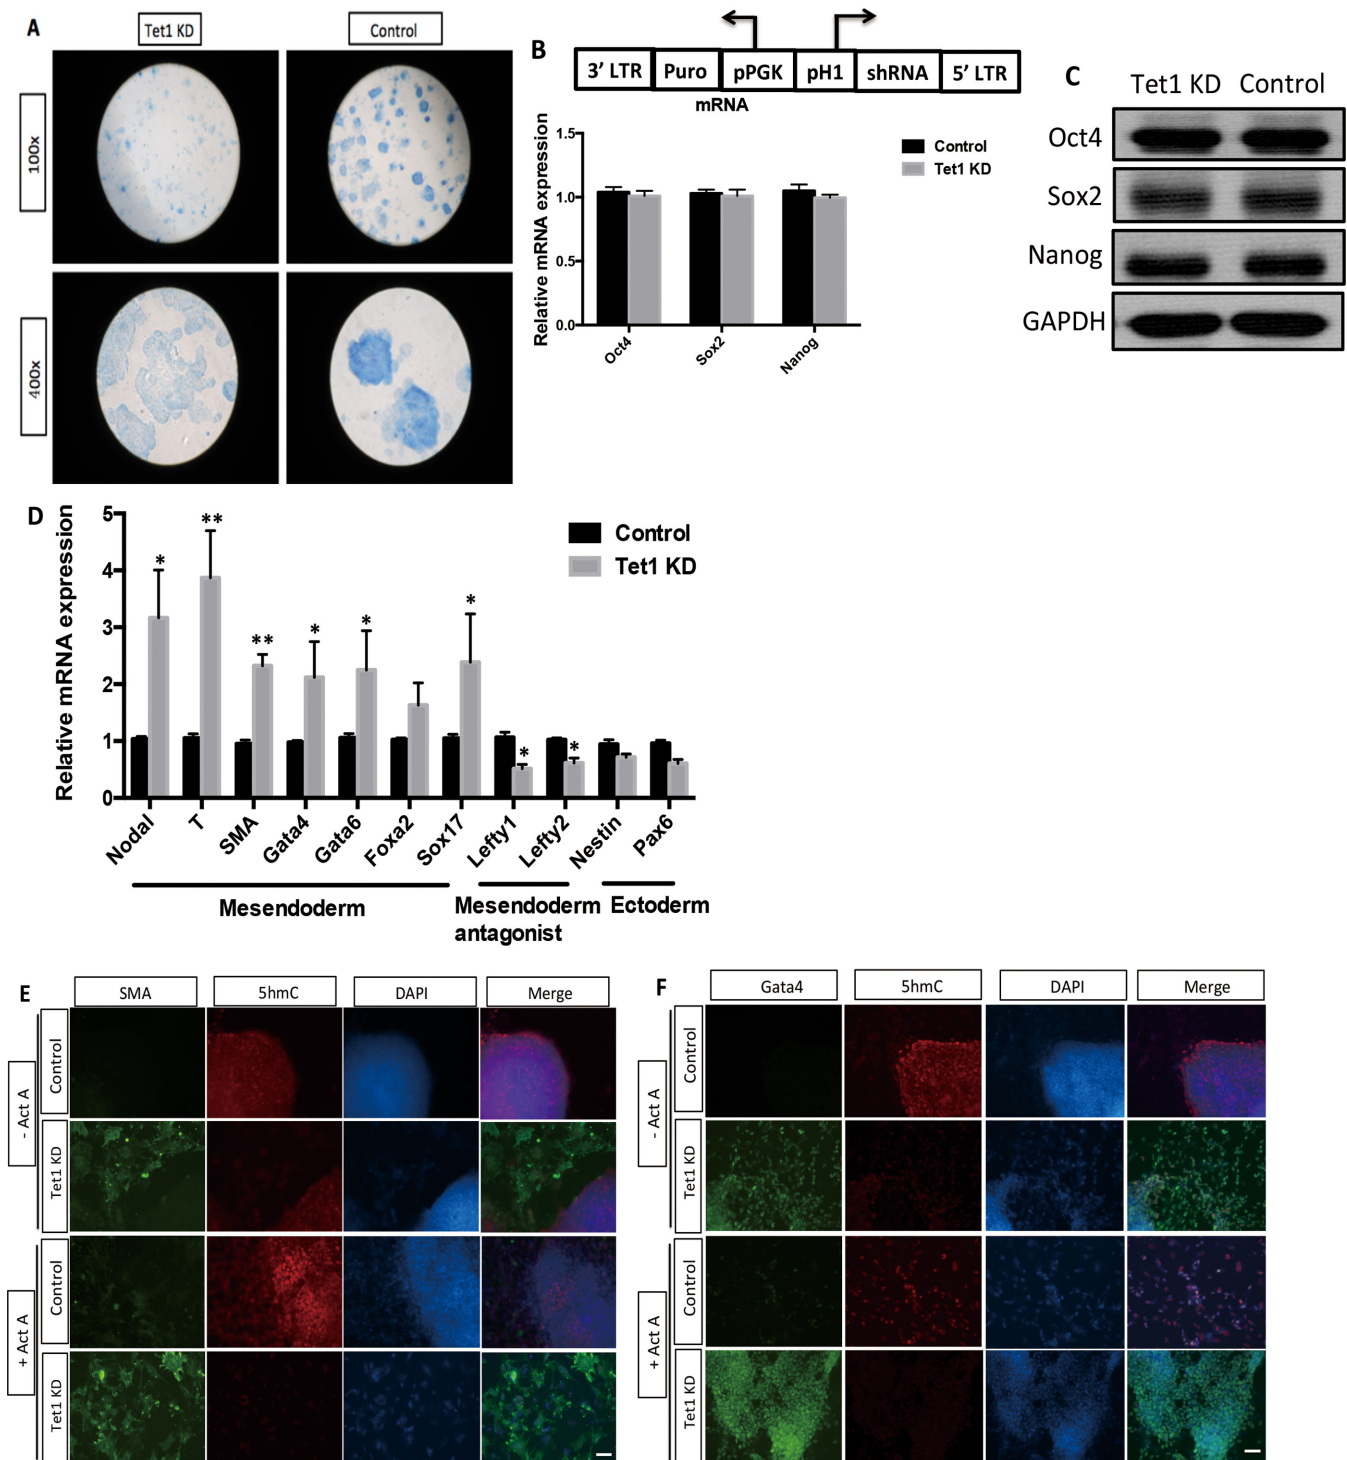 A
Tet1 KD
Control
100x
400x
B
3’ LTR
Puro
pPGK
pH1
shRNA
5’ LTR
mRNA
Relative mRNA expression
1.5
1.0
0.5
0.0
Control
Tet1 KD
Oct4
Sox2
Nanog
C
Tet1 KD Control
Oct4
Sox2
Nanog
GAPDH
D
Relative mRNA expression
5
4
3
2
1
0
Control
Tet1 KD
*
**
**
*
*
*
*
*
Nodal
T
SMA
Gata4
Gata6
Foxa2
Sox17
Lefty1
Lefty2
Nestin
Pax6
Mesendoderm
Mesendoderm
antagonist
Ectoderm
E
SMA
5hmC
DAPI
Merge
- Act A
Control
Tet1 KD
+ Act A
Control
Tet1 KD
F
Gata4
5hmC
DAPI
Merge
- Act A
Control
Tet1 KD
+ Act A
Control
Tet1 KD